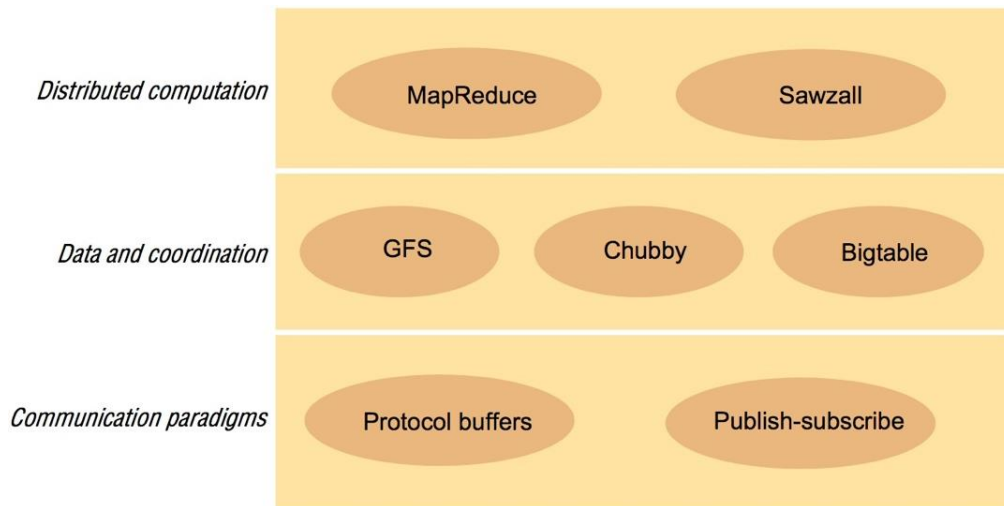 Distributed computation
MapReduce
Sawzall
Data and coordination
GFS
Chubby
Bigtable
Communication paradigms
Protocol buffers
Publish-subscribe